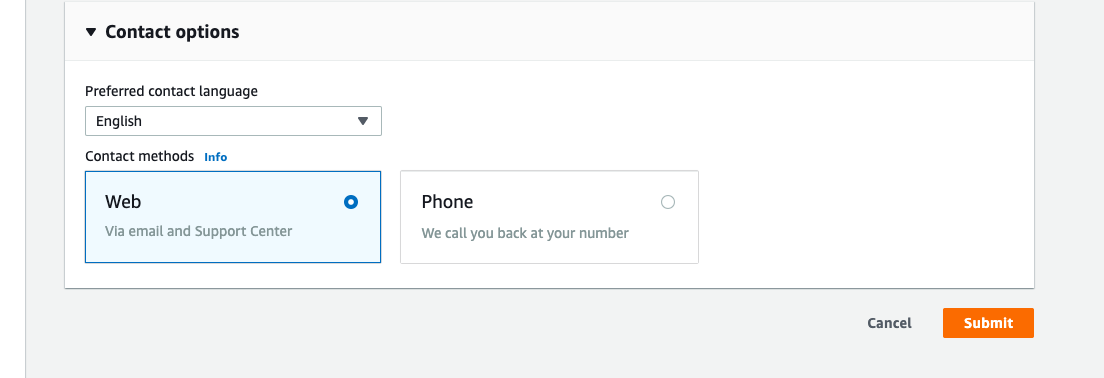 Contact options
Preferred contact language
English
Contact methods Info
Web
Via email and Support Center
Phone
We call you back at your number
Cancel
Submit